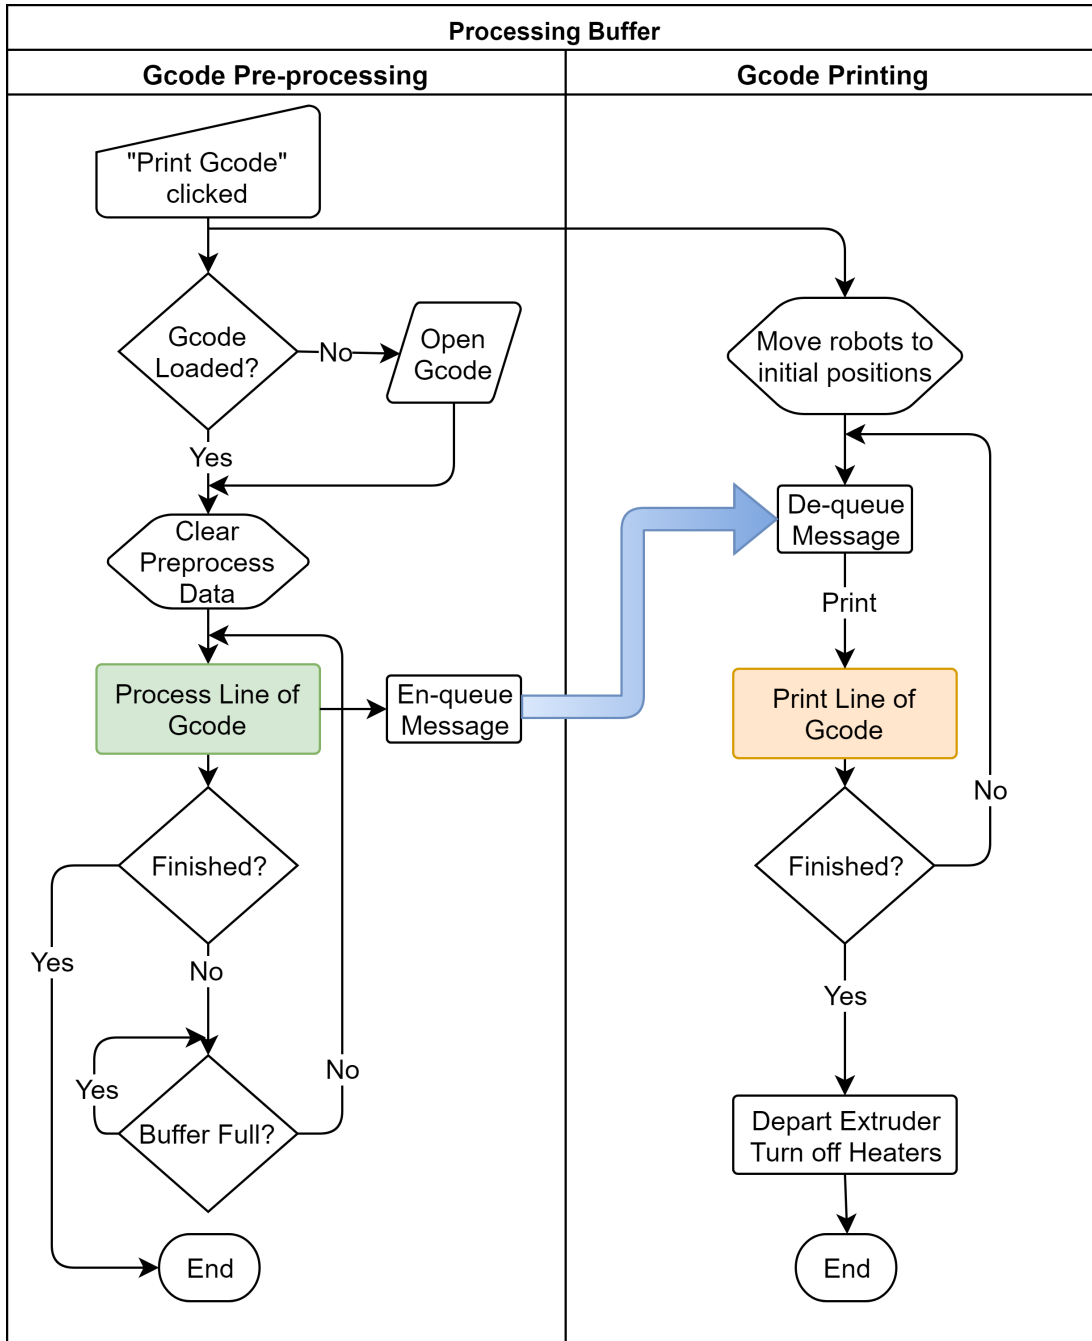 Processing Buffer
Gcode Pre-processing
Gcode Printing
"Print Gcode"
clicked
Gcode
Loaded?
No
Open
Gcode
Yes
Clear
Preprocess
Data
Process Line of
Gcode
En-queue
Message
Finished?
Yes
No
Yes
No
Buffer Full?
End
Move robots to
initial positions
De-queue
Message
Print
Print Line of
Gcode
No
Finished?
Yes
Depart Extruder
Turn off Heaters
End